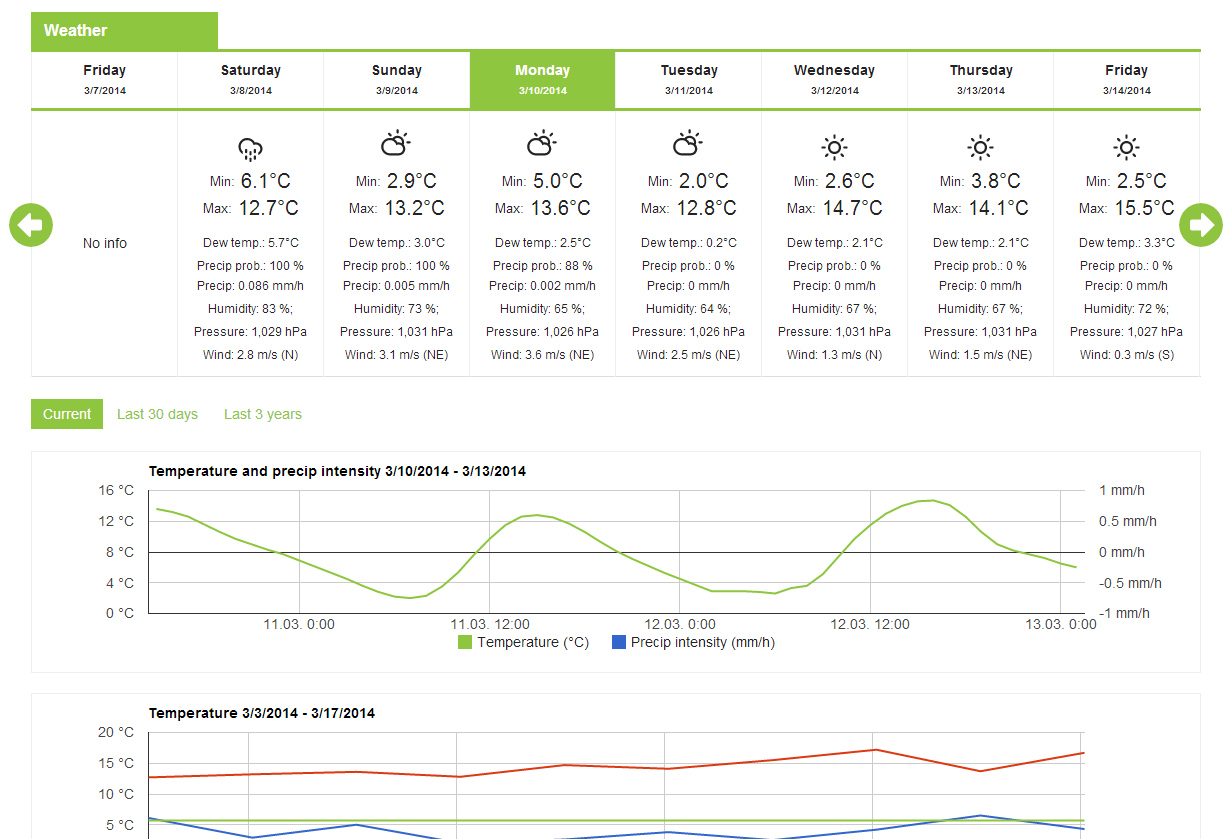 Weather
Friday Saturday Sunday Monday Tuesday Wednesday Thursday Friday
3/7/2014 3/8/2014 3/9/2014 3/10/2014 3/11/2014 3/12/2014 3/13/2014 3/14/2014
Min: 6.1°C Min: 2.9°C Min: 5.0°C Min: 2.0°C Min: 2.6°C Min: 3.8°C Min: 2.5°C
Max: 12.7°C Max: 13.2°C Max: 13.6°C Max: 12.8°C Max: 14.7°C Max: 14.1°C Max: 15.5°C
No info Dew temp.: 5.7°C Dew temp.: 3.0°C Dew temp.: 2.5°C Dew temp.: 0.2°C Dew temp.: 2.1°C Dew temp.: 2.1°C Dew temp.: 3.3°C
Precip prob.: 100 % Precip prob.: 100 % Precip prob.: 88 % Precip prob.: 0 % Precip prob.: 0 % Precip prob.: 0 % Precip prob.: 0 %
Precip: 0.086 mm/h Precip: 0.005 mm/h Precip: 0.002 mm/h Precip: 0 mm/h Precip: 0 mm/h Precip: 0 mm/h Precip: 0 mm/h
Humidity: 83 %; Humidity: 73 %; Humidity: 65 %; Humidity: 64 %; Humidity: 67 %; Humidity: 67 %; Humidity: 72 %;
Pressure: 1,029 hPa Pressure: 1,031 hPa Pressure: 1,026 hPa Pressure: 1,026 hPa Pressure: 1,031 hPa Pressure: 1,031 hPa Pressure: 1,027 hPa
Wind: 2.8 m/s (N) Wind: 3.1 m/s (NE) Wind: 3.6 m/s (NE) Wind: 2.5 m/s (NE) Wind: 1.3 m/s (N) Wind: 1.5 m/s (NE) Wind: 0.3 m/s (S)
Current Last 30 days Last 3 years
Temperature and precip intensity 3/10/2014 - 3/13/2014
16 °C 1 mm/h
12 °C 0.5 mm/h
8 °C 0 mm/h
4 °C -0.5 mm/h
0 °C -1 mm/h
11.03. 0:00 11.03. 12:00 12.03. 0:00 12.03. 12:00 13.03. 0:00
Temperature (°C) Precip intensity (mm/h)
Temperature 3/3/2014 - 3/17/2014
20 °C
15 °C
10 °C
5 °C